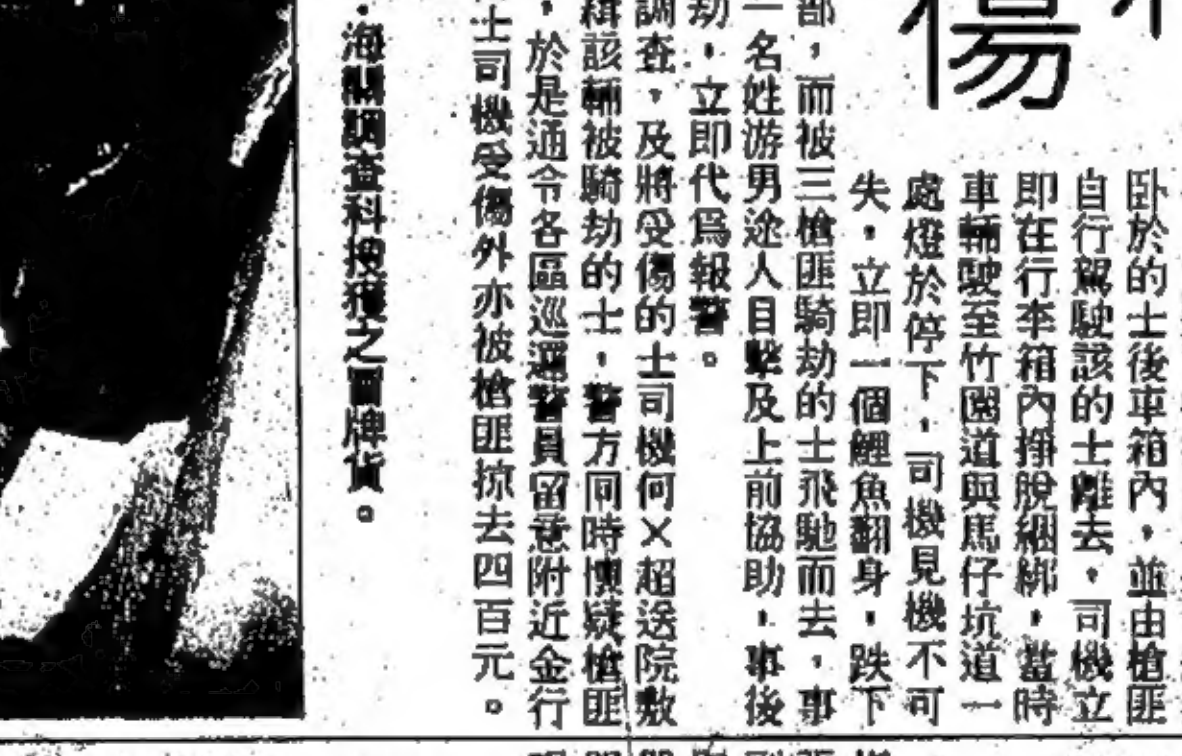 傷
卧於的士後車箱內，並由槍匪
自行駕駛該的士離去，司機立
即在行李箱內掙脫綑綁，當時
車輛駛至竹園道與馬仔坑道一
處燈於停下，司機見機不可
失，立即一個鯉魚翻身，跌下
部，而被三槍匪騎劫的士飛馳而去，事
一名姓游男途人目擊及上前協助，事後
劫，立即代爲報警。
調查，及將受傷的士司機何×超送院敷
緝該輛被騎劫的士，警方同時懷疑槍匪
，於是通令各區巡邏警員留意附近金行
士司機受傷外亦被槍匪掠去四百元。
海關調查科搜獲之冒牌貨。